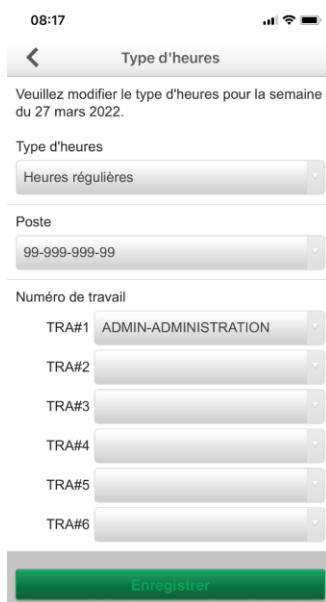 08:17
Type d'heures
Veuillez modifier le type d'heures pour la semaine
du 27 mars 2022.
Type d'heures
Heures régulières
Poste
99-999-999-99
Numéro de travail
TRA#1 ADMIN-ADMINISTRATION
TRA#2
TRA#3
TRA#4
TRA#5
TRA#6
Enregistrer